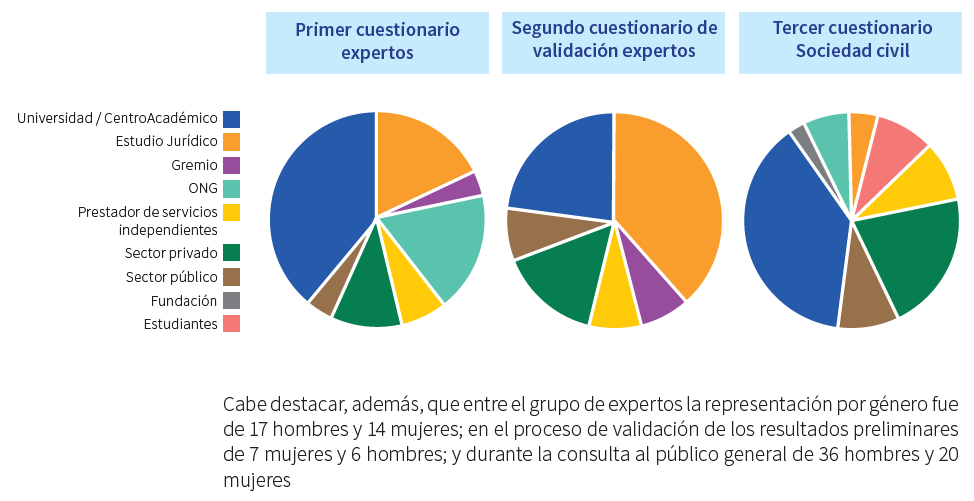 Primer cuestionario
expertos
Segundo cuestionario de
validación expertos
Tercer cuestionario
Sociedad civil
Universidad / CentroAcadémico
Estudio Jurídico
Gremio
ONG
Prestador de servicios
independientes
Sector privado
Sector público
Fundación
Estudiantes
Cabe destacar, además, que entre el grupo de expertos la representación por género fue
de 17 hombres y 14 mujeres; en el proceso de validación de los resultados preliminares
de 7 mujeres y 6 hombres; y durante la consulta al público general de 36 hombres y 20
mujeres